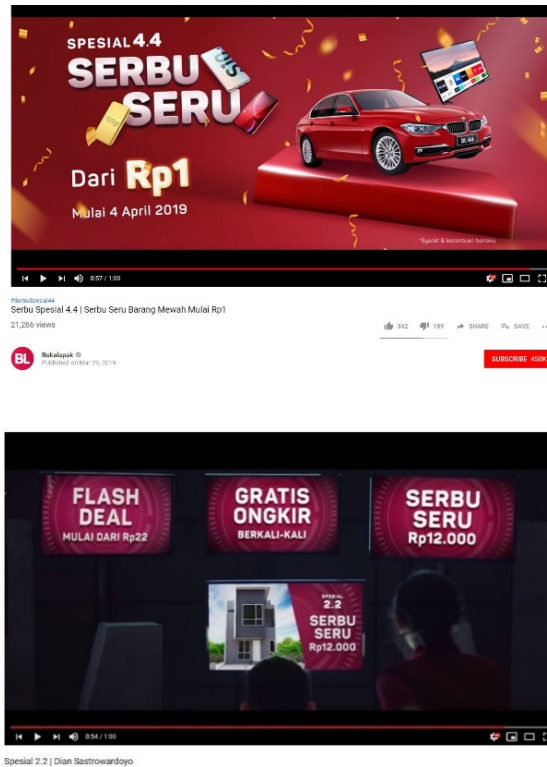 SPESIAL 4.4
SERBU
SERU
Dari Rp1
Mulai 4 April 2019
*Syarat & ketentuan berlaku
BL 44
0:57 / 1:00
#SerbuSpesial44
Serbu Spesial 4.4 | Serbu Seru Barang Mewah Mulai Rp1
21,266 views
342 189 SHARE SAVE
BL Bukalapak
Published on Mar 29, 2019
SUBSCRIBE 450K
FLASH
DEAL
MULAI DARI Rp22
GRATIS
ONGKIR
BERKALI-KALI
SERBU
SERU
Rp12.000
SPESIAL
2.2
SERBU
SERU
Rp12.000
0:54 / 1:00
Spesial 2.2 | Dian Sastrowardoyo